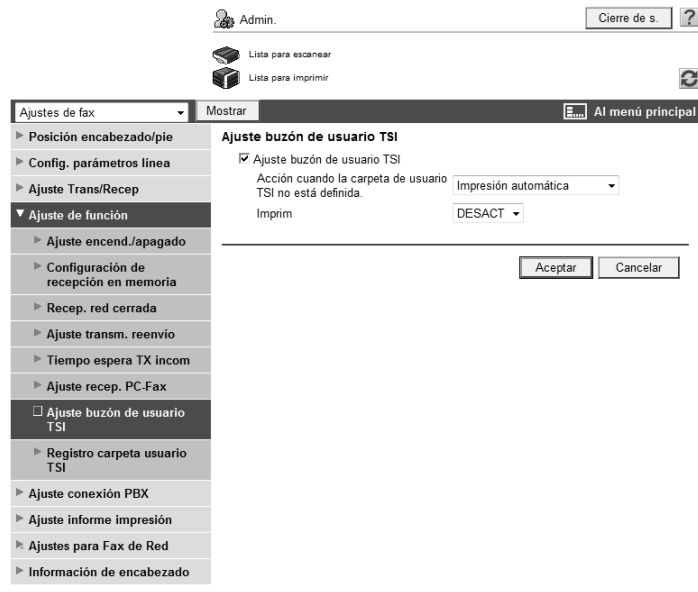 Admin.
Cierre de s.
?
Lista para escanear
Lista para imprimir
Ajustes de fax
Mostrar
Al menú principal
Posición encabezado/pie
Config. parámetros línea
Ajuste Trans/Recep
Ajuste de función
Ajuste encend./apagado
Configuración de
recepción en memoria
Recep. red cerrada
Ajuste transm. reenvío
Tiempo espera TX incom
Ajuste recep. PC-Fax
Ajuste buzón de usuario
TSI
Registro carpeta usuario
TSI
Ajuste conexión PBX
Ajuste informe impresión
Ajustes para Fax de Red
Información de encabezado
Ajuste buzón de usuario TSI
Ajuste buzón de usuario TSI
Acción cuando la carpeta de usuario
TSI no está definida.
Impresión automática
Imprim
DESACT
Aceptar
Cancelar